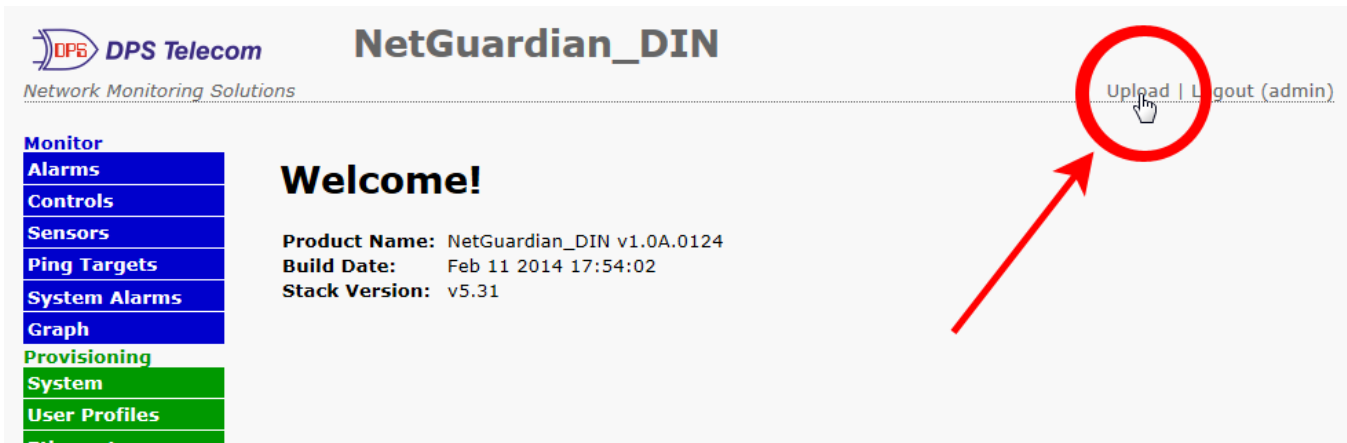 DPS DPS Telecom
NetGuardian_DIN
Network Monitoring Solutions
Upload | Logout (admin)
Monitor
Alarms
Controls
Sensors
Ping Targets
System Alarms
Graph
Provisioning
System
User Profiles
Welcome!
Product Name: NetGuardian_DIN v1.0A.0124
Build Date: Feb 11 2014 17:54:02
Stack Version: v5.31